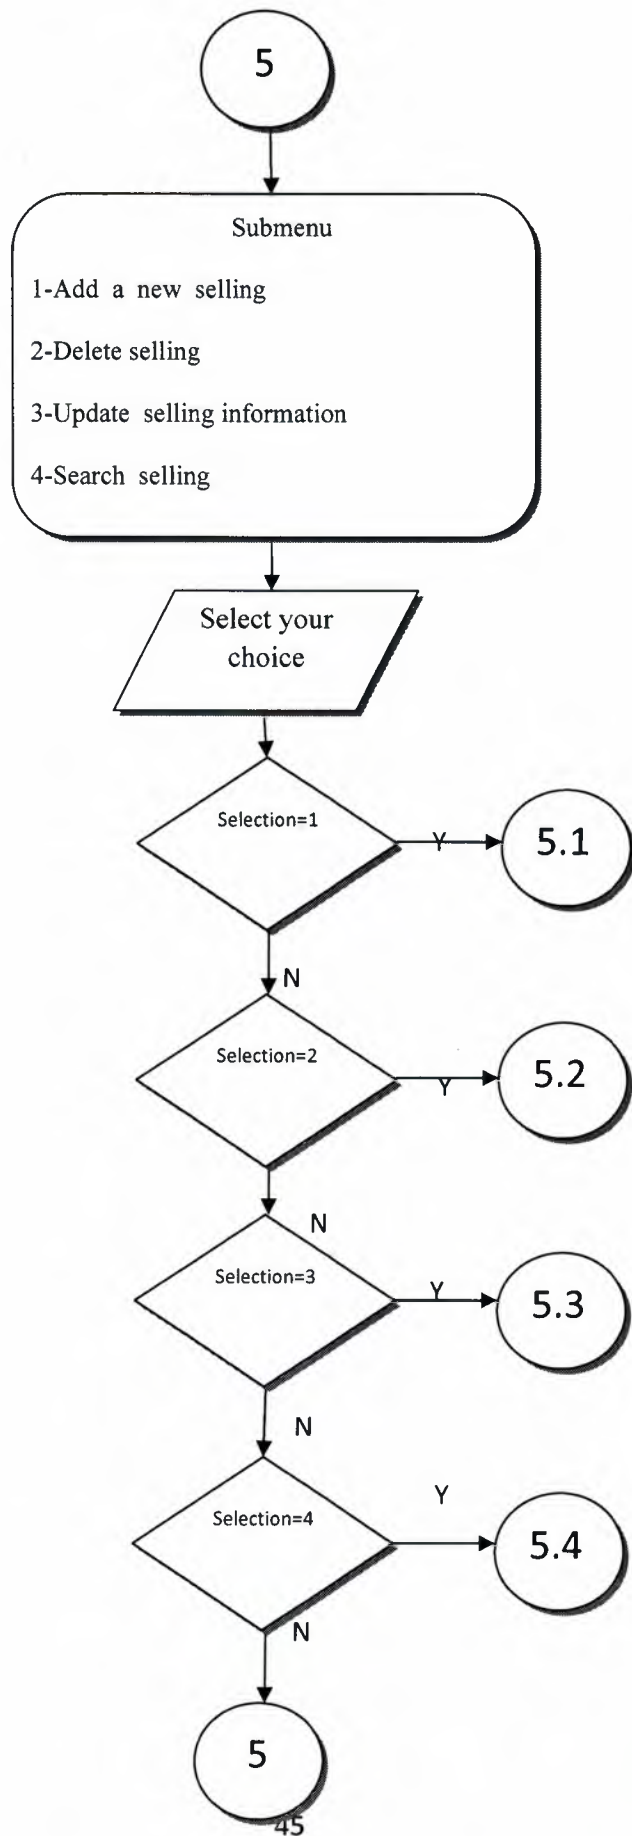 5
Submenu
1-Add a new selling
2-Delete selling
3-Update selling information
4-Search selling
Select your
choice
Selection=1
Y
5.1
N
Selection=2
Y
5.2
N
Selection=3
Y
5.3
N
Selection=4
Y
5.4
N
5
45